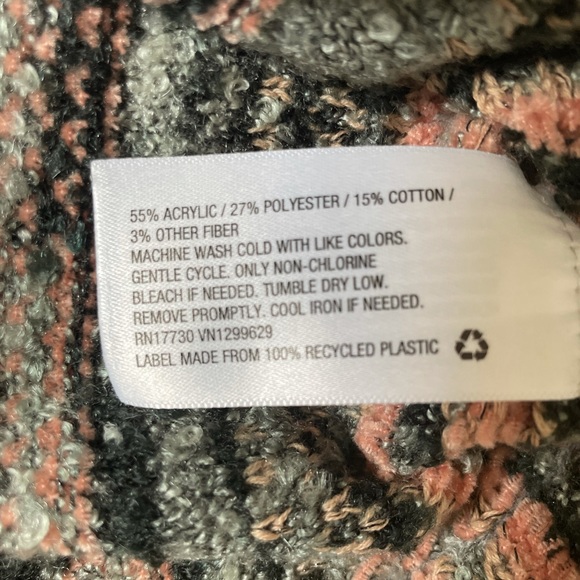 55% ACRYLIC / 27% POLYESTER / 15% COTTON /
3% OTHER FIBER
MACHINE WASH COLD WITH LIKE COLORS.
GENTLE CYCLE. ONLY NON-CHLORINE
BLEACH IF NEEDED. TUMBLE DRY LOW.
REMOVE PROMPTLY. COOL IRON IF NEEDED.
RN17730 VN1299629
LABEL MADE FROM 100% RECYCLED PLASTIC